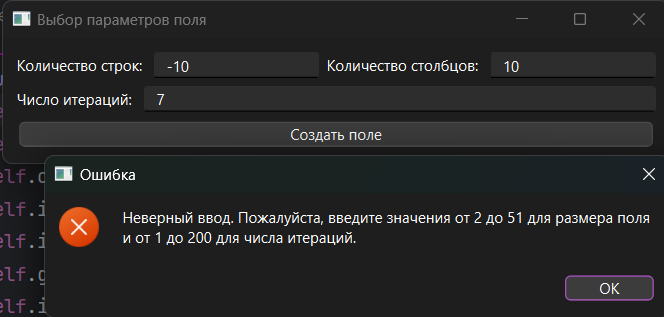 Выбор параметров поля
Количество строк: -10 Количество столбцов: 10
Число итераций: 7
Создать поле
Ошибка
elf.c
elf.i
elf.i
elf.g
elf.i
Неверный ввод. Пожалуйста, введите значения от 2 до 51 для размера поля
и от 1 до 200 для числа итераций.
OK